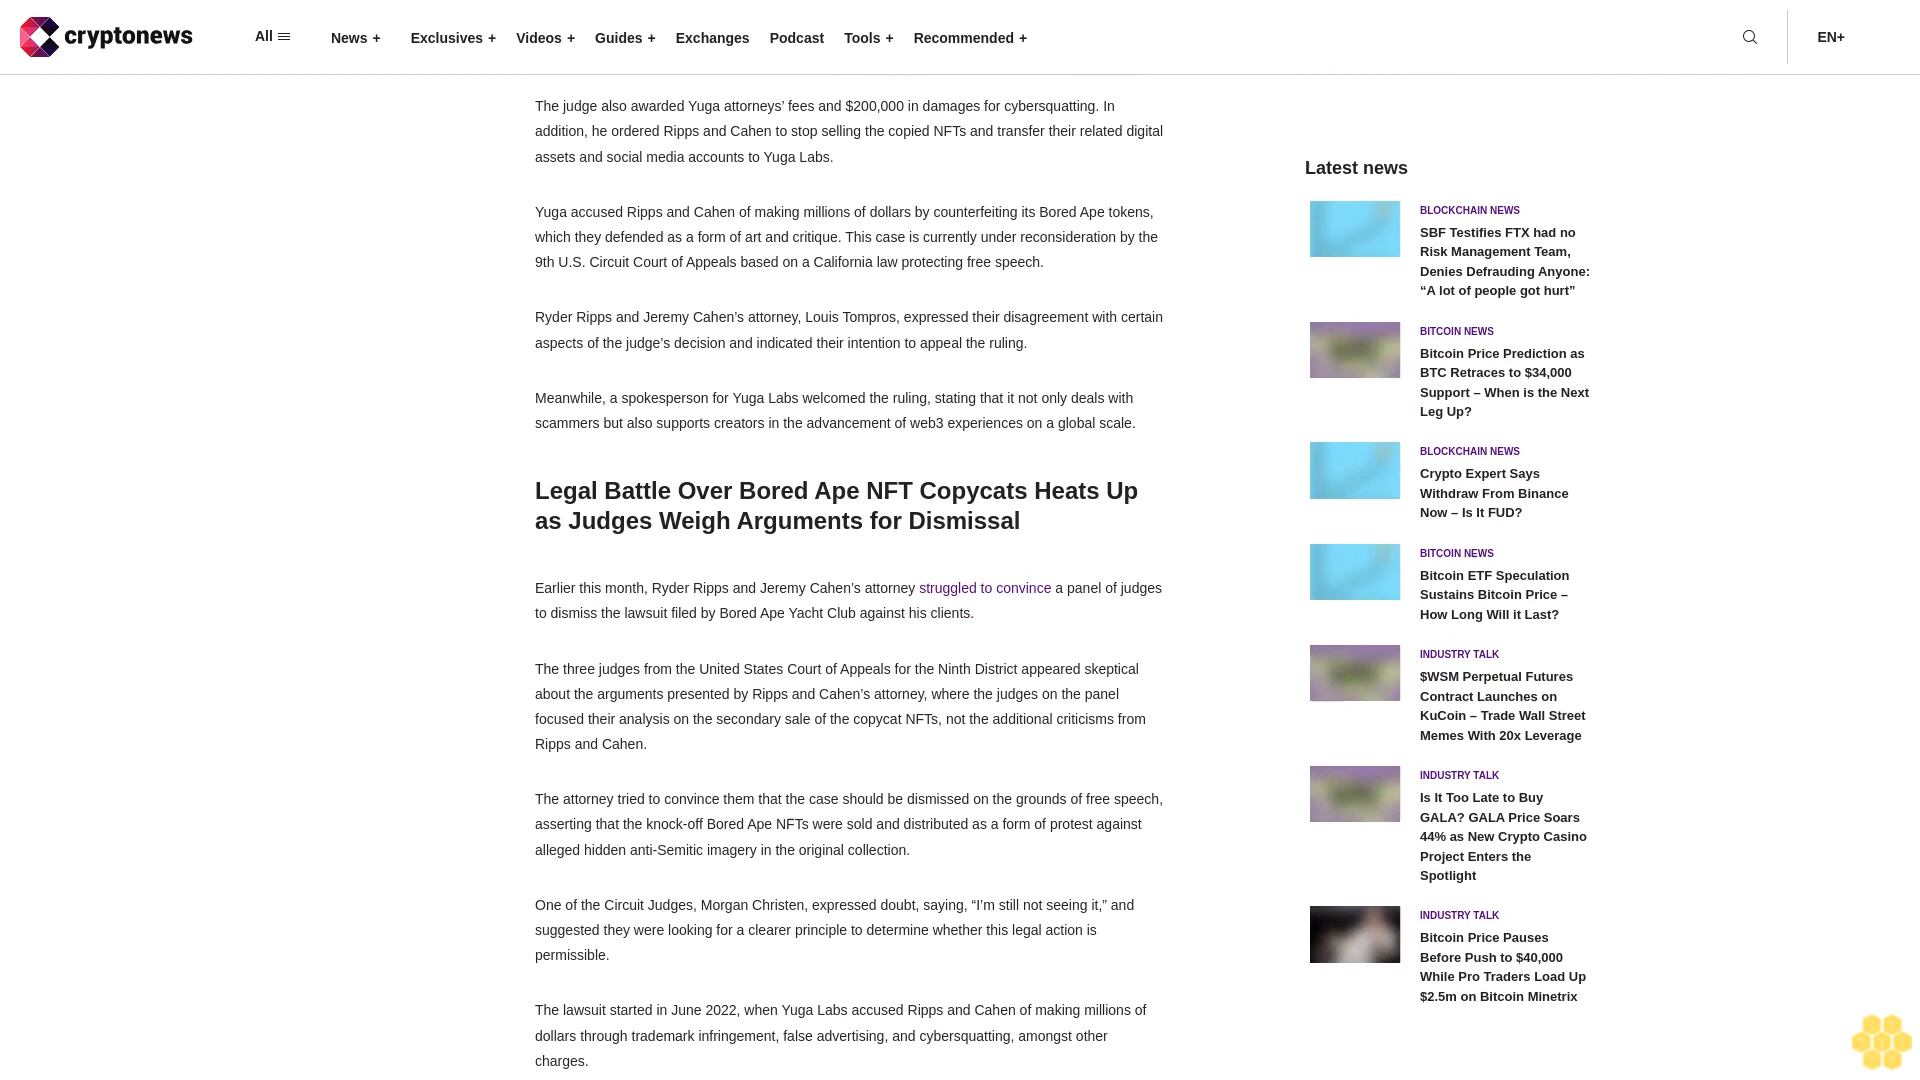 cryptonews
All
News +
Exclusives +
Videos +
Guides +
Exchanges
Podcast
Tools +
Recommended +
EN+
The judge also awarded Yuga attorneys’ fees and $200,000 in damages for cybersquatting. In
addition, he ordered Ripps and Cahen to stop selling the copied NFTs and transfer their related digital
assets and social media accounts to Yuga Labs.
Yuga accused Ripps and Cahen of making millions of dollars by counterfeiting its Bored Ape tokens,
which they defended as a form of art and critique. This case is currently under reconsideration by the
9th U.S. Circuit Court of Appeals based on a California law protecting free speech.
Ryder Ripps and Jeremy Cahen’s attorney, Louis Tompros, expressed their disagreement with certain
aspects of the judge’s decision and indicated their intention to appeal the ruling.
Meanwhile, a spokesperson for Yuga Labs welcomed the ruling, stating that it not only deals with
scammers but also supports creators in the advancement of web3 experiences on a global scale.
Legal Battle Over Bored Ape NFT Copycats Heats Up
as Judges Weigh Arguments for Dismissal
Earlier this month, Ryder Ripps and Jeremy Cahen’s attorney struggled to convince a panel of judges
to dismiss the lawsuit filed by Bored Ape Yacht Club against his clients.
The three judges from the United States Court of Appeals for the Ninth District appeared skeptical
about the arguments presented by Ripps and Cahen’s attorney, where the judges on the panel
focused their analysis on the secondary sale of the copycat NFTs, not the additional criticisms from
Ripps and Cahen.
The attorney tried to convince them that the case should be dismissed on the grounds of free speech,
asserting that the knock-off Bored Ape NFTs were sold and distributed as a form of protest against
alleged hidden anti-Semitic imagery in the original collection.
One of the Circuit Judges, Morgan Christen, expressed doubt, saying, “I’m still not seeing it,” and
suggested they were looking for a clearer principle to determine whether this legal action is
permissible.
The lawsuit started in June 2022, when Yuga Labs accused Ripps and Cahen of making millions of
dollars through trademark infringement, false advertising, and cybersquatting, amongst other
charges.
Latest news
BLOCKCHAIN NEWS
SBF Testifies FTX had no
Risk Management Team,
Denies Defrauding Anyone:
“A lot of people got hurt”
BITCOIN NEWS
Bitcoin Price Prediction as
BTC Retraces to $34,000
Support – When is the Next
Leg Up?
BLOCKCHAIN NEWS
Crypto Expert Says
Withdraw From Binance
Now – Is It FUD?
BITCOIN NEWS
Bitcoin ETF Speculation
Sustains Bitcoin Price –
How Long Will it Last?
INDUSTRY TALK
$WSM Perpetual Futures
Contract Launches on
KuCoin – Trade Wall Street
Memes With 20x Leverage
INDUSTRY TALK
Is It Too Late to Buy
GALA? GALA Price Soars
44% as New Crypto Casino
Project Enters the
Spotlight
INDUSTRY TALK
Bitcoin Price Pauses
Before Push to $40,000
While Pro Traders Load Up
$2.5m on Bitcoin Minetrix